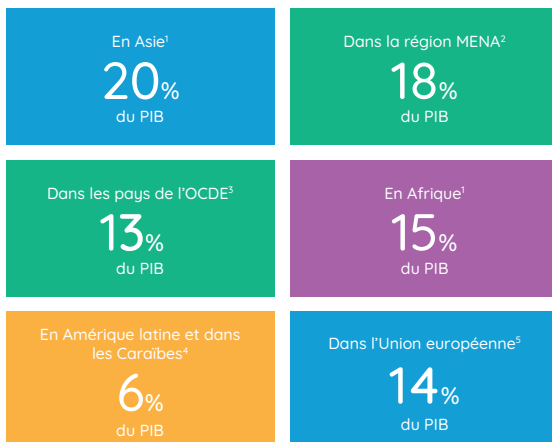 En Asie¹
20%
du PIB
Dans la région MENA²
18%
du PIB
Dans les pays de l'OCDE³
13%
du PIB
En Afrique¹
15%
du PIB
En Amérique latine et dans
les Caraïbes⁴
6%
du PIB
Dans l'Union européenne⁵
14%
du PIB